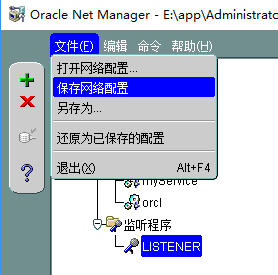 Oracle Net Manager - E:\app\Administrato
文件(F) 编辑 命令 帮助(H)
打开网络配置...
保存网络配置
另存为...
还原为已保存的配置
退出(X) Alt+F4
myService
orcl
监听程序
LISTENER